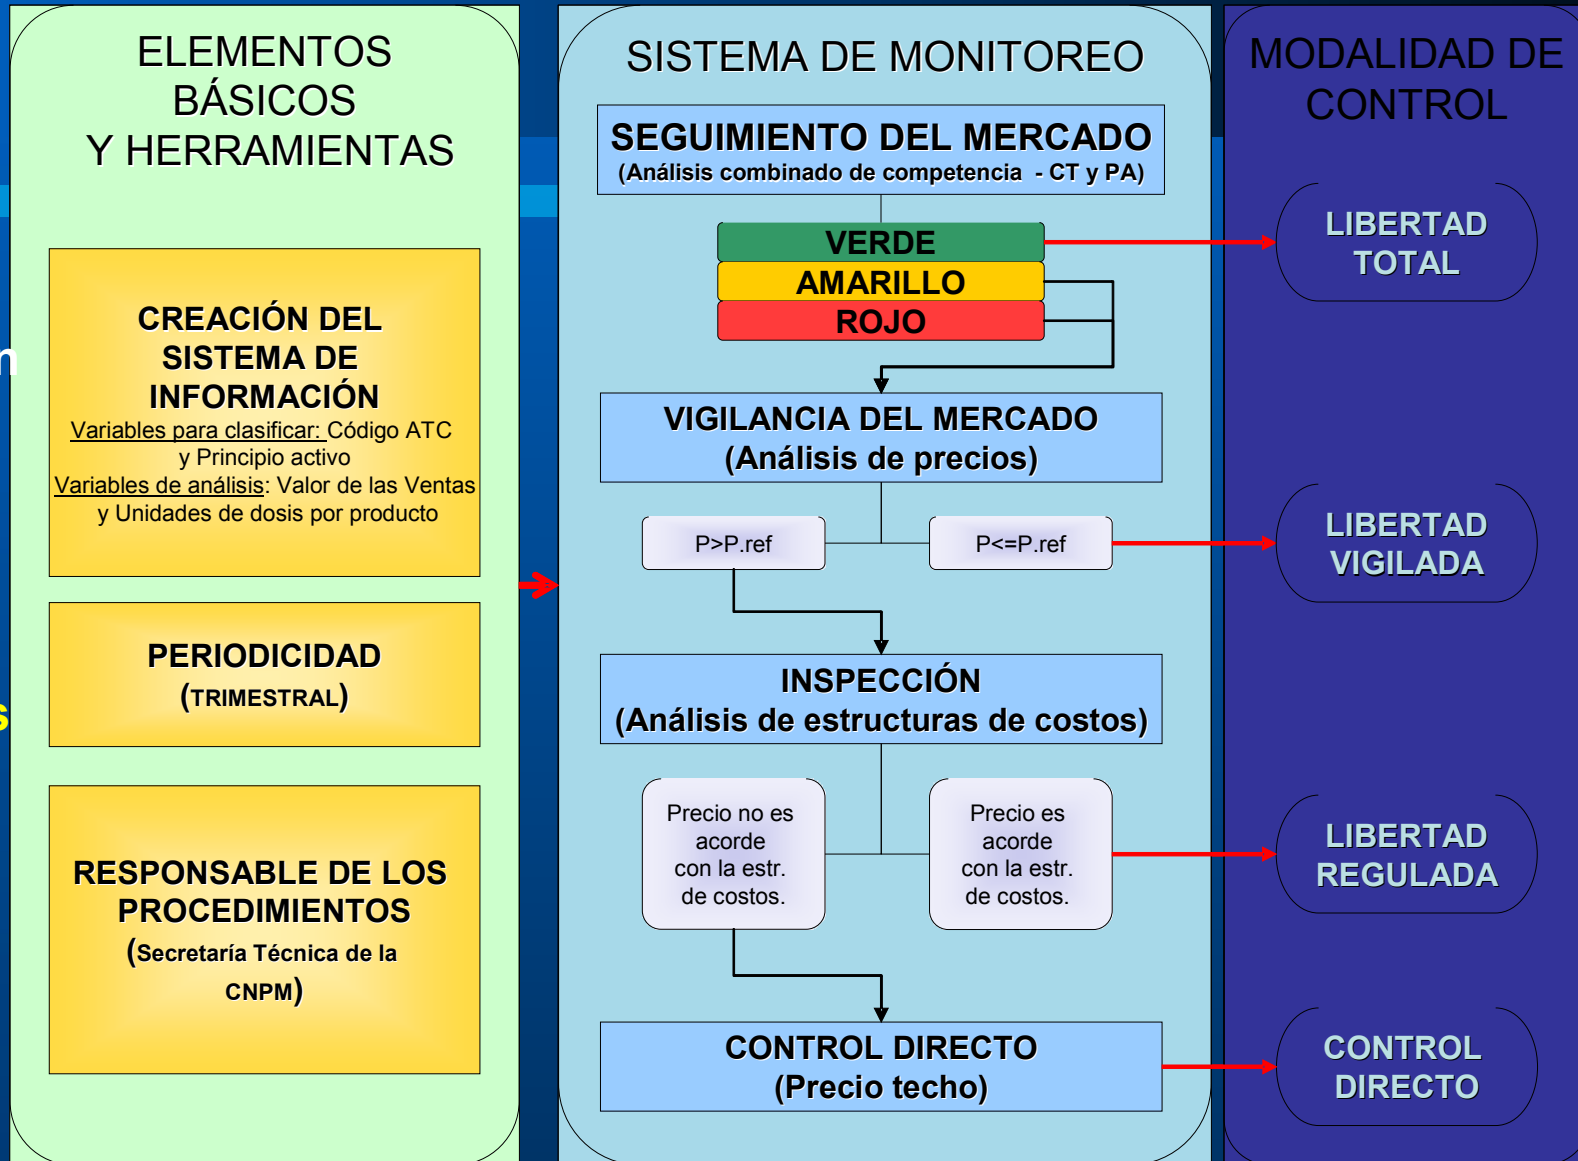 ELEMENTOS
BÁSICOS
Y HERRAMIENTAS
CREACIÓN DEL
SISTEMA DE
INFORMACIÓN
Variables para clasificar: Código ATC
y Principio activo
Variables de análisis: Valor de las Ventas
y Unidades de dosis por producto
PERIODICIDAD
(TRIMESTRAL)
RESPONSABLE DE LOS
PROCEDIMIENTOS
(Secretaría Técnica de la
CNPM)
SISTEMA DE MONITOREO
SEGUIMIENTO DEL MERCADO
(Análisis combinado de competencia - CT y PA)
VERDE
AMARILLO
ROJO
VIGILANCIA DEL MERCADO
(Análisis de precios)
P>P.ref
P<=P.ref
INSPECCIÓN
(Análisis de estructuras de costos)
Precio no es
acorde
con la estr.
de costos.
Precio es
acorde
con la estr.
de costos.
CONTROL DIRECTO
(Precio techo)
MODALIDAD DE
CONTROL
LIBERTAD
TOTAL
LIBERTAD
VIGILADA
LIBERTAD
REGULADA
CONTROL
DIRECTO